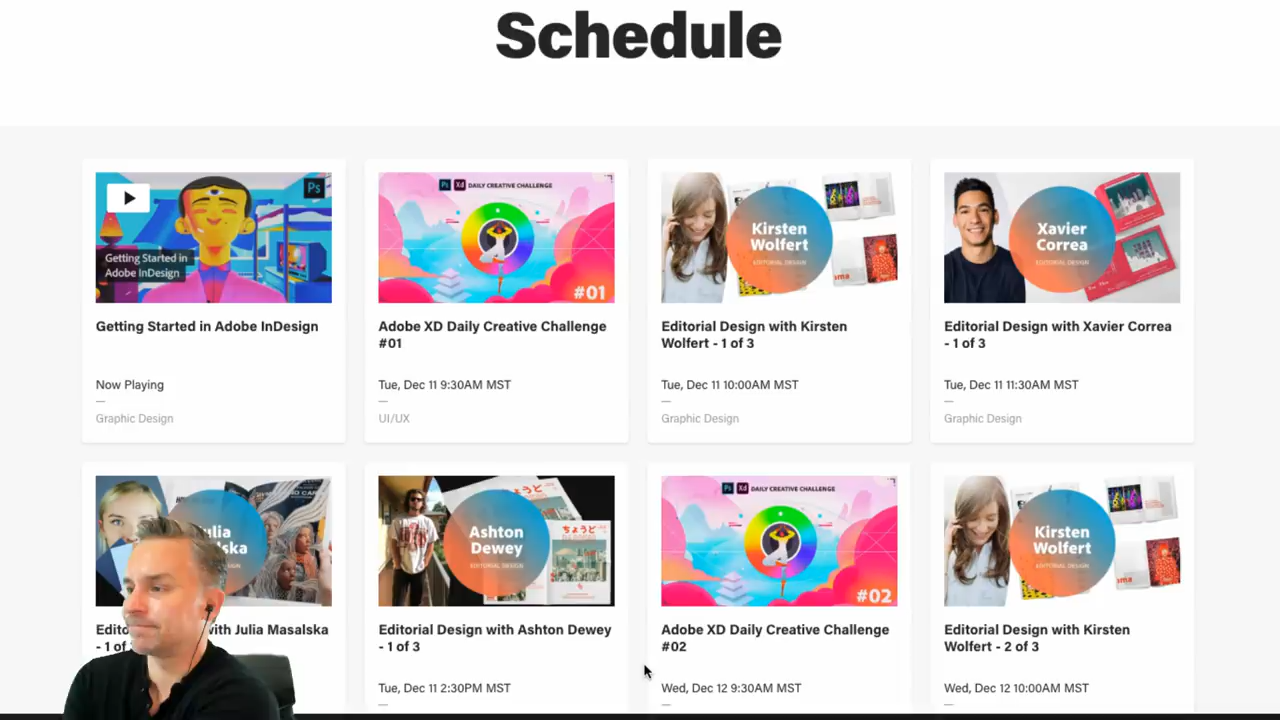 Schedule
Ps
Getting Started in
Adobe InDesign
Getting Started in Adobe InDesign
Now Playing
—
Graphic Design
Ps Xd DAILY CREATIVE CHALLENGE
#01
Adobe XD Daily Creative Challenge
#01
Tue, Dec 11 9:30AM MST
—
UI/UX
Kirsten
Wolfert
EDITORIAL DESIGN
Editorial Design with Kirsten
Wolfert - 1 of 3
Tue, Dec 11 10:00AM MST
—
Graphic Design
Xavier
Correa
EDITORIAL DESIGN
Editorial Design with Xavier Correa
- 1 of 3
Tue, Dec 11 11:30AM MST
—
Graphic Design
with Julia Masalska
- 1 of
Ashton
Dewey
EDITORIAL DESIGN
ちょうど
Editorial Design with Ashton Dewey
- 1 of 3
Tue, Dec 11 2:30PM MST
—
Ps Xd DAILY CREATIVE CHALLENGE
#02
Adobe XD Daily Creative Challenge
#02
Wed, Dec 12 9:30AM MST
—
Kirsten
Wolfert
EDITORIAL DESIGN
Editorial Design with Kirsten
Wolfert - 2 of 3
Wed, Dec 12 10:00AM MST
—